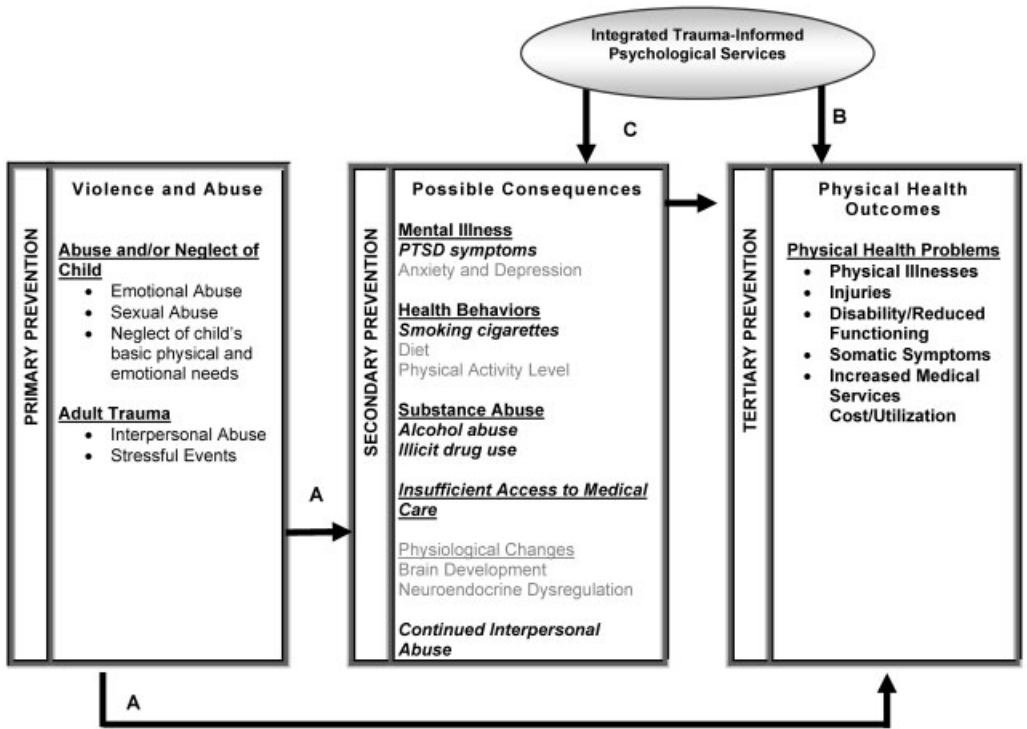 Integrated Trauma-Informed
Psychological Services
C
B
PRIMARY PREVENTION
Violence and Abuse
Abuse and/or Neglect of
Child
• Emotional Abuse
• Sexual Abuse
• Neglect of child's
basic physical and
emotional needs
Adult Trauma
• Interpersonal Abuse
• Stressful Events
A
SECONDARY PREVENTION
Possible Consequences
Mental Illness
PTSD symptoms
Anxiety and Depression
Health Behaviors
Smoking cigarettes
Diet
Physical Activity Level
Substance Abuse
Alcohol abuse
Illicit drug use
Insufficient Access to Medical
Care
Physiological Changes
Brain Development
Neuroendocrine Dysregulation
Continued Interpersonal
Abuse
TERTIARY PREVENTION
Physical Health
Outcomes
Physical Health Problems
• Physical Illnesses
• Injuries
• Disability/Reduced
Functioning
• Somatic Symptoms
• Increased Medical
Services
Cost/Utilization
A